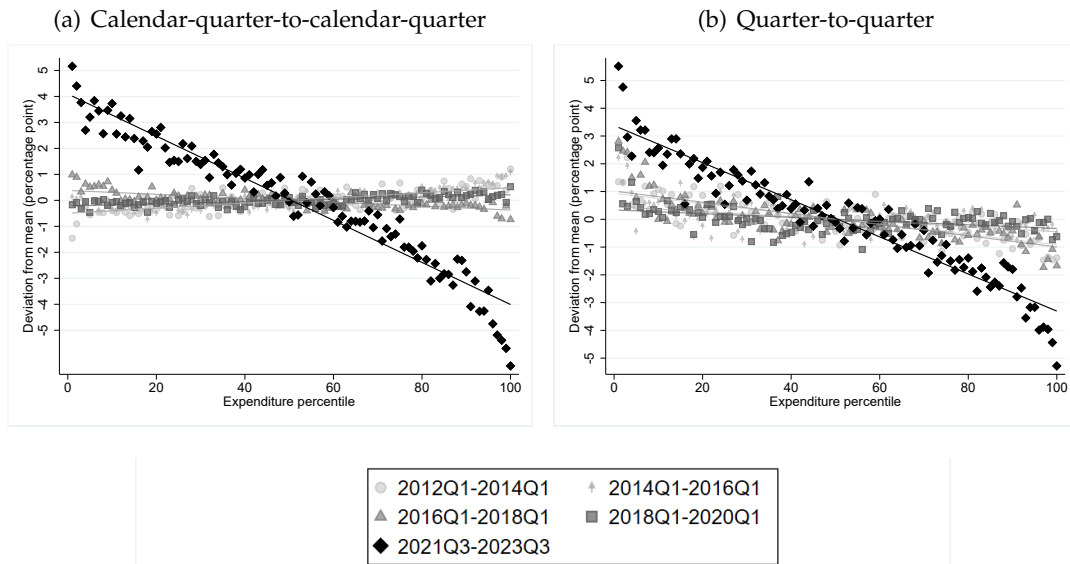 (a) Calendar-quarter-to-calendar-quarter
(b) Quarter-to-quarter
Deviation from mean (percentage point)
5
4
3
2
1
0
-1
-2
-3
-4
-5
0 20 40 60 80 100
Expenditure percentile
Deviation from mean (percentage point)
5
4
3
2
1
0
-1
-2
-3
-4
-5
0 20 40 60 80 100
Expenditure percentile
2012Q1-2014Q1 2014Q1-2016Q1
2016Q1-2018Q1 2018Q1-2020Q1
2021Q3-2023Q3